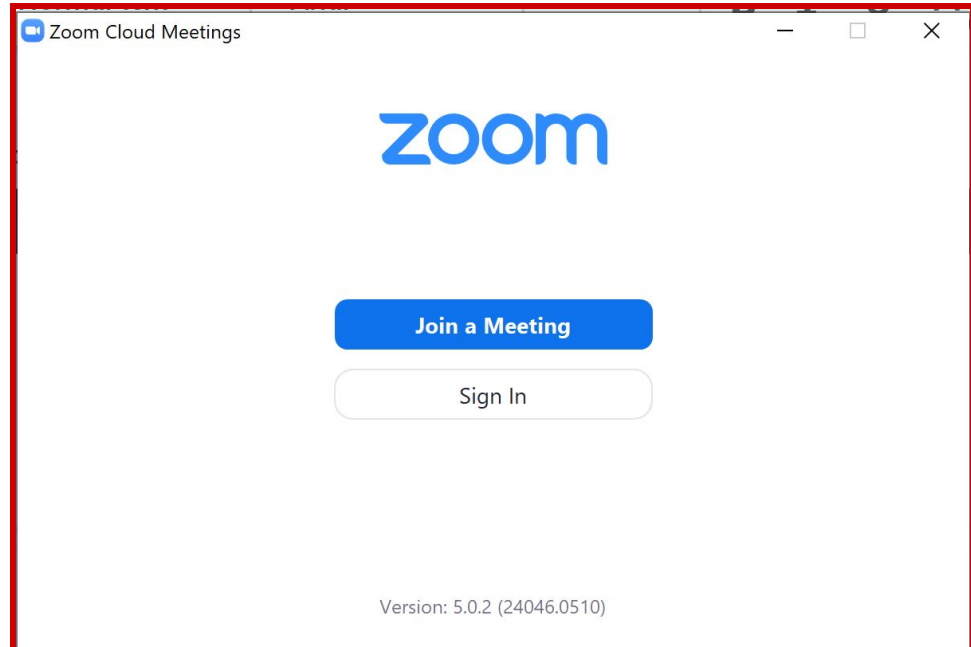 Zoom Cloud Meetings
zoom
Join a Meeting
Sign In
Version: 5.0.2 (24046.0510)